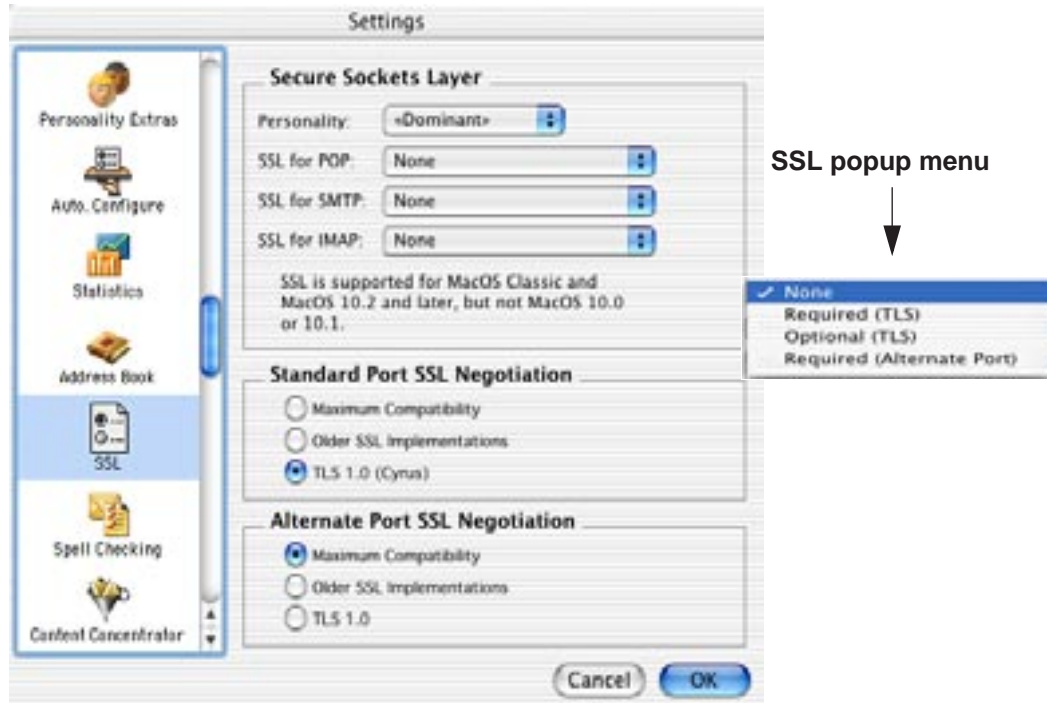 Settings
Personality Extras
Auto. Configure
Statistics
Address Book
SSL
Spell Checking
Content Concentrator
Secure Sockets Layer
Personality: «Dominant»
SSL for POP: None
SSL for SMTP: None
SSL for IMAP: None
SSL is supported for MacOS Classic and
MacOS 10.2 and later, but not MacOS 10.0
or 10.1.
Standard Port SSL Negotiation
Maximum Compatibility
Older SSL Implementations
TLS 1.0 (Cyrus)
Alternate Port SSL Negotiation
Maximum Compatibility
Older SSL Implementations
TLS 1.0
Cancel
OK
SSL popup menu
None
Required (TLS)
Optional (TLS)
Required (Alternate Port)